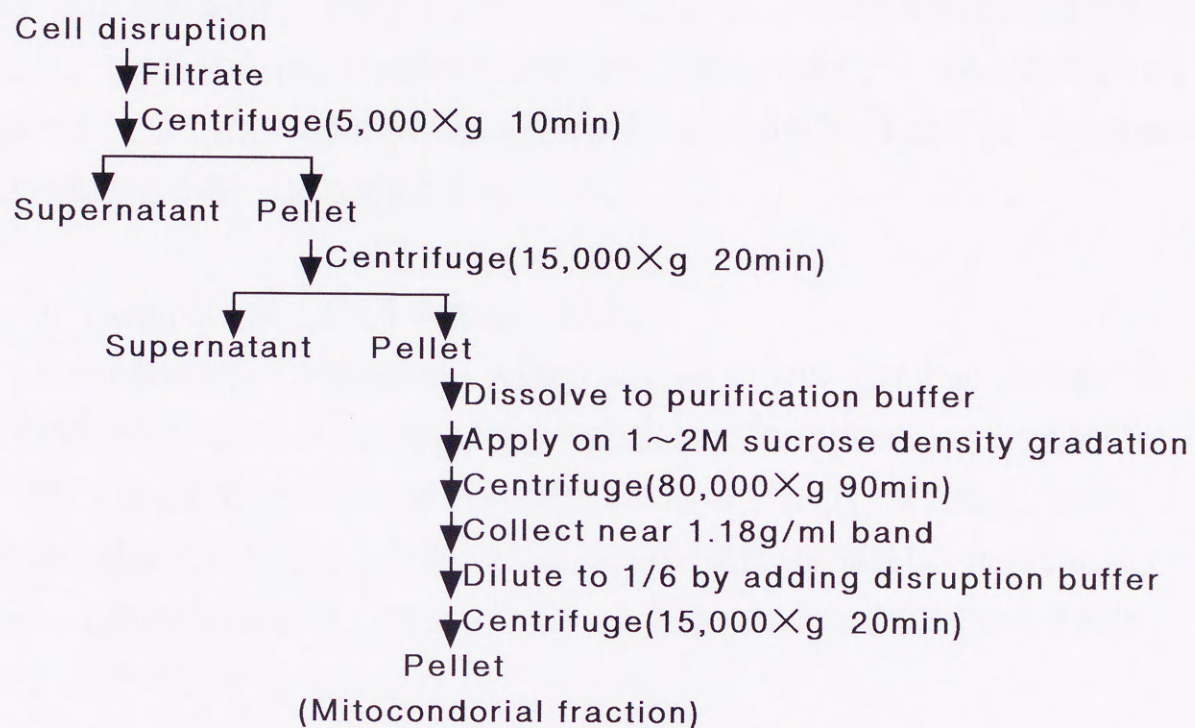 Cell disruption
Filtrate
Centrifuge(5,000×g 10min)
Supernatant Pellet
Centrifuge(15,000×g 20min)
Supernatant Pellet
Dissolve to purification buffer
Apply on 1~2M sucrose density gradation
Centrifuge(80,000×g 90min)
Collect near 1.18g/ml band
Dilute to 1/6 by adding disruption buffer
Centrifuge(15,000×g 20min)
Pellet
(Mitocondorial fraction)